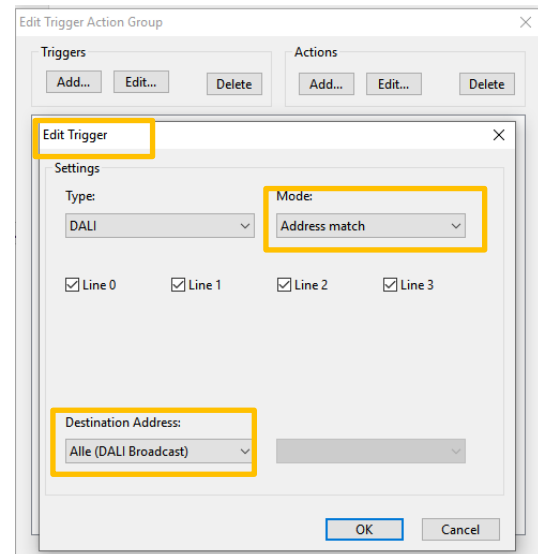 Edit Trigger Action Group
Triggers
Actions
Add... Edit... Delete
Add... Edit... Delete
Edit Trigger
Settings
Type:
Mode:
DALI
Address match
Line 0 Line 1 Line 2 Line 3
Destination Address:
Alle (DALI Broadcast)
OK Cancel